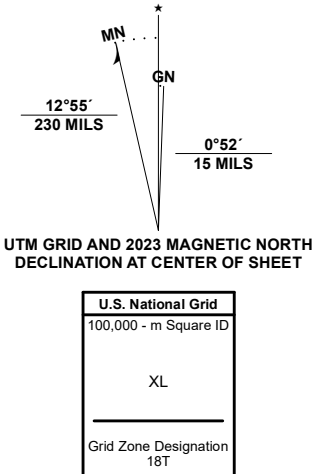 ★
MN
GN
12°55´
230 MILS
0°52´
15 MILS
UTM GRID AND 2023 MAGNETIC NORTH
DECLINATION AT CENTER OF SHEET
U.S. National Grid
100,000 - m Square ID
XL
Grid Zone Designation
18T